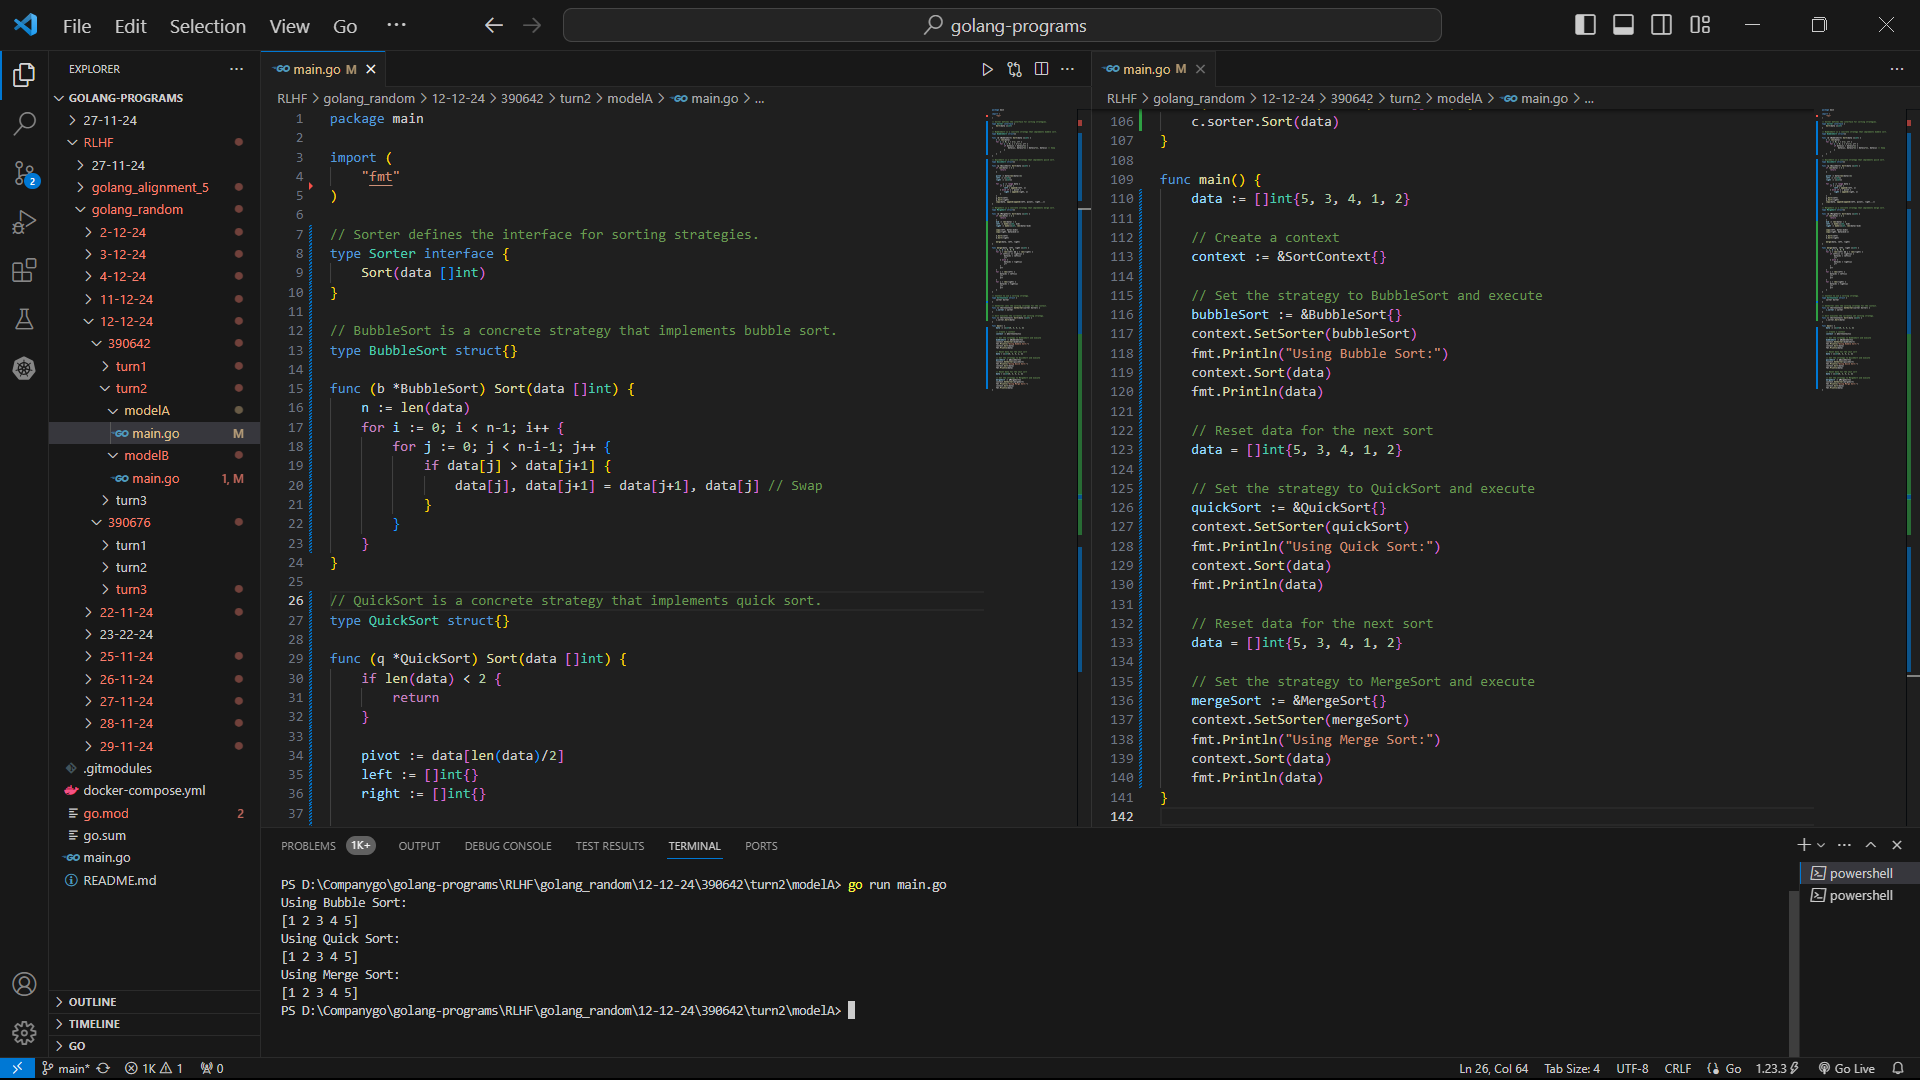 File Edit Selection View Go ···
golang-programs
EXPLORER ···
GOLANG-PROGRAMS
27-11-24
RLHF
27-11-24
golang_alignment_5
golang_random
2-12-24
3-12-24
4-12-24
11-12-24
12-12-24
390642
turn1
turn2
modelA
main.go M
modelB
main.go 1, M
turn3
390676
turn1
turn2
turn3
22-11-24
23-22-24
25-11-24
26-11-24
27-11-24
28-11-24
29-11-24
.gitmodules
docker-compose.yml
go.mod 2
go.sum
main.go
README.md
OUTLINE
TIMELINE
GO
2
main.go M
RLHF > golang_random > 12-12-24 > 390642 > turn2 > modelA > main.go > ...
1 package main
2
3 import (
4 "fmt"
5 )
6
7 // Sorter defines the interface for sorting strategies.
8 type Sorter interface {
9 Sort(data []int)
10 }
11
12 // BubbleSort is a concrete strategy that implements bubble sort.
13 type BubbleSort struct{}
14
15 func (b *BubbleSort) Sort(data []int) {
16 n := len(data)
17 for i := 0; i < n-1; i++ {
18 for j := 0; j < n-i-1; j++ {
19 if data[j] > data[j+1] {
20 data[j], data[j+1] = data[j+1], data[j] // Swap
21 }
22 }
23 }
24 }
25
26 // QuickSort is a concrete strategy that implements quick sort.
27 type QuickSort struct{}
28
29 func (q *QuickSort) Sort(data []int) {
30 if len(data) < 2 {
31 return
32 }
33
34 pivot := data[len(data)/2]
35 left := []int{}
36 right := []int{}
37
main.go M
RLHF > golang_random > 12-12-24 > 390642 > turn2 > modelA > main.go > ...
106 c.sorter.Sort(data)
107 }
108
109 func main() {
110 data := []int{5, 3, 4, 1, 2}
111
112 // Create a context
113 context := &SortContext{}
114
115 // Set the strategy to BubbleSort and execute
116 bubbleSort := &BubbleSort{}
117 context.SetSorter(bubbleSort)
118 fmt.Println("Using Bubble Sort:")
119 context.Sort(data)
120 fmt.Println(data)
121
122 // Reset data for the next sort
123 data = []int{5, 3, 4, 1, 2}
124
125 // Set the strategy to QuickSort and execute
126 quickSort := &QuickSort{}
127 context.SetSorter(quickSort)
128 fmt.Println("Using Quick Sort:")
129 context.Sort(data)
130 fmt.Println(data)
131
132 // Reset data for the next sort
133 data = []int{5, 3, 4, 1, 2}
134
135 // Set the strategy to MergeSort and execute
136 mergeSort := &MergeSort{}
137 context.SetSorter(mergeSort)
138 fmt.Println("Using Merge Sort:")
139 context.Sort(data)
140 fmt.Println(data)
141 }
142
PROBLEMS 1K+ OUTPUT DEBUG CONSOLE TEST RESULTS TERMINAL PORTS
PS D:\Companygo\golang-programs\RLHF\golang_random\12-12-24\390642\turn2\modelA> go run main.go
Using Bubble Sort:
[1 2 3 4 5]
Using Quick Sort:
[1 2 3 4 5]
Using Merge Sort:
[1 2 3 4 5]
PS D:\Companygo\golang-programs\RLHF\golang_random\12-12-24\390642\turn2\modelA>
powershell
powershell
main* 1K 1 0
Ln 26, Col 64 Tab Size: 4 UTF-8 CRLF Go 1.23.3 Go Live